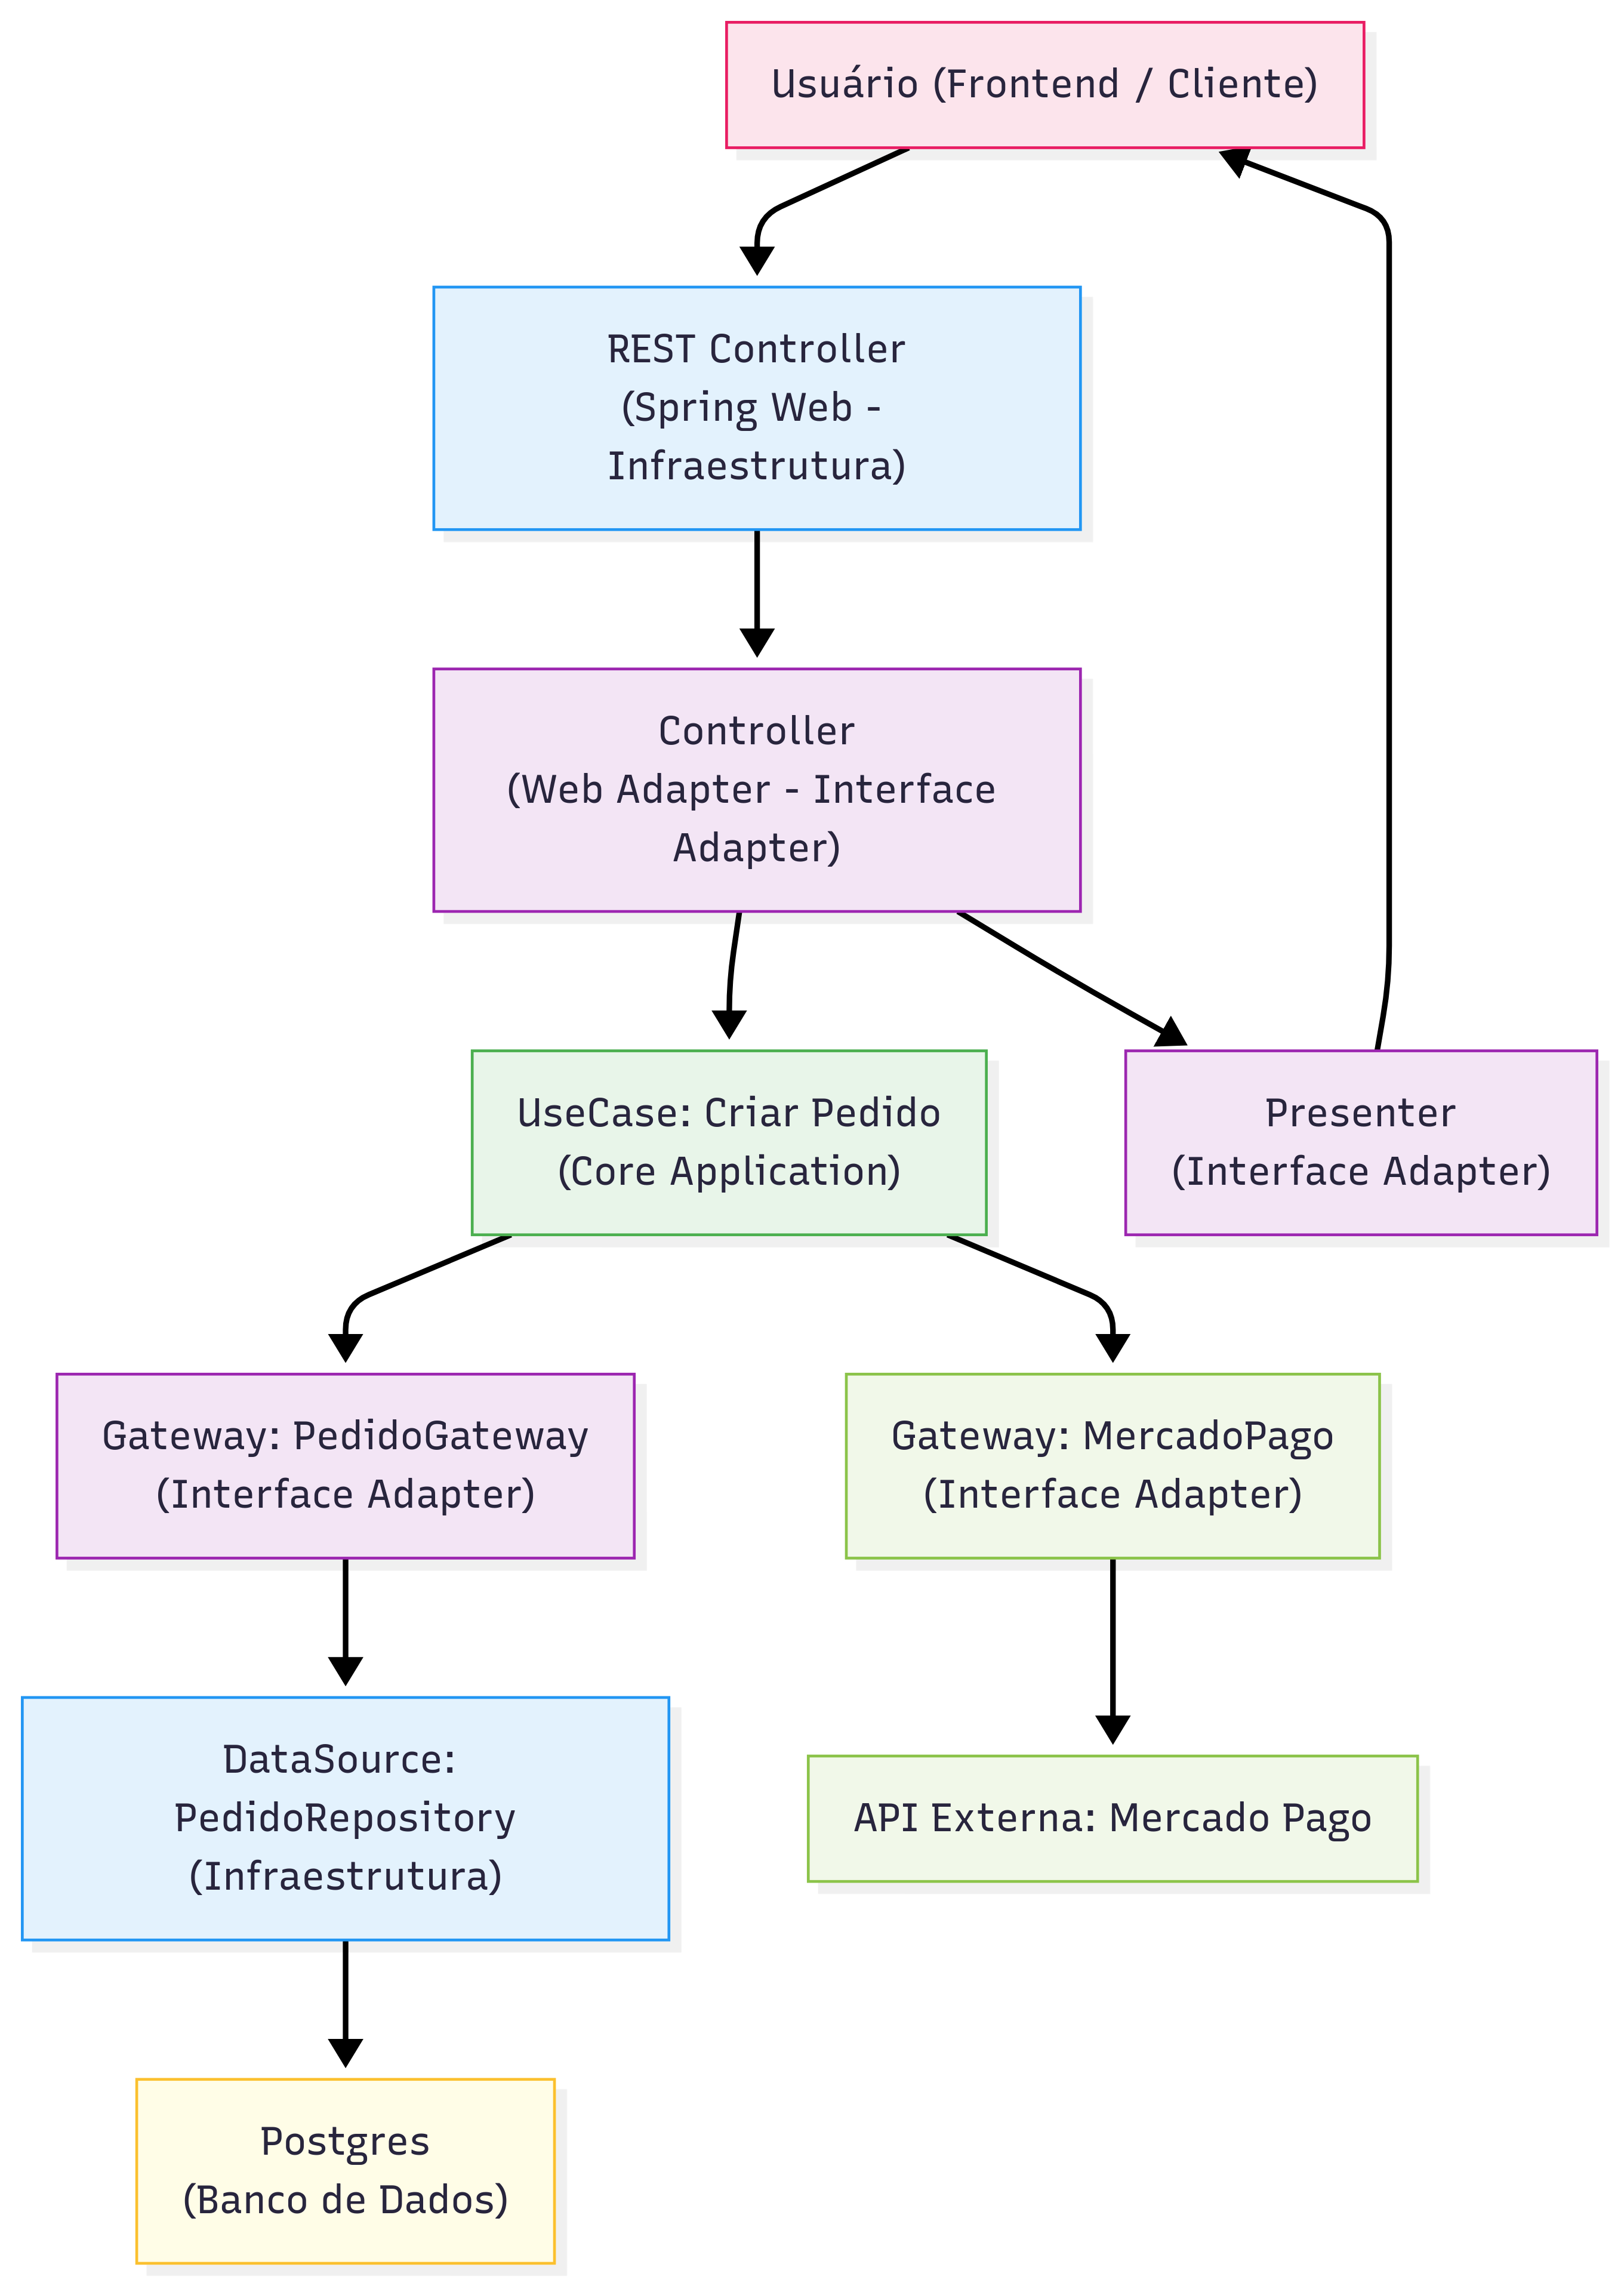 Usuário (Frontend / Cliente)
REST Controller
(Spring Web -
Infraestrutura)
Controller
(Web Adapter - Interface
Adapter)
UseCase: Criar Pedido
(Core Application)
Presenter
(Interface Adapter)
Gateway: PedidoGateway
(Interface Adapter)
Gateway: MercadoPago
(Interface Adapter)
DataSource:
PedidoRepository
(Infraestrutura)
API Externa: Mercado Pago
Postgres
(Banco de Dados)